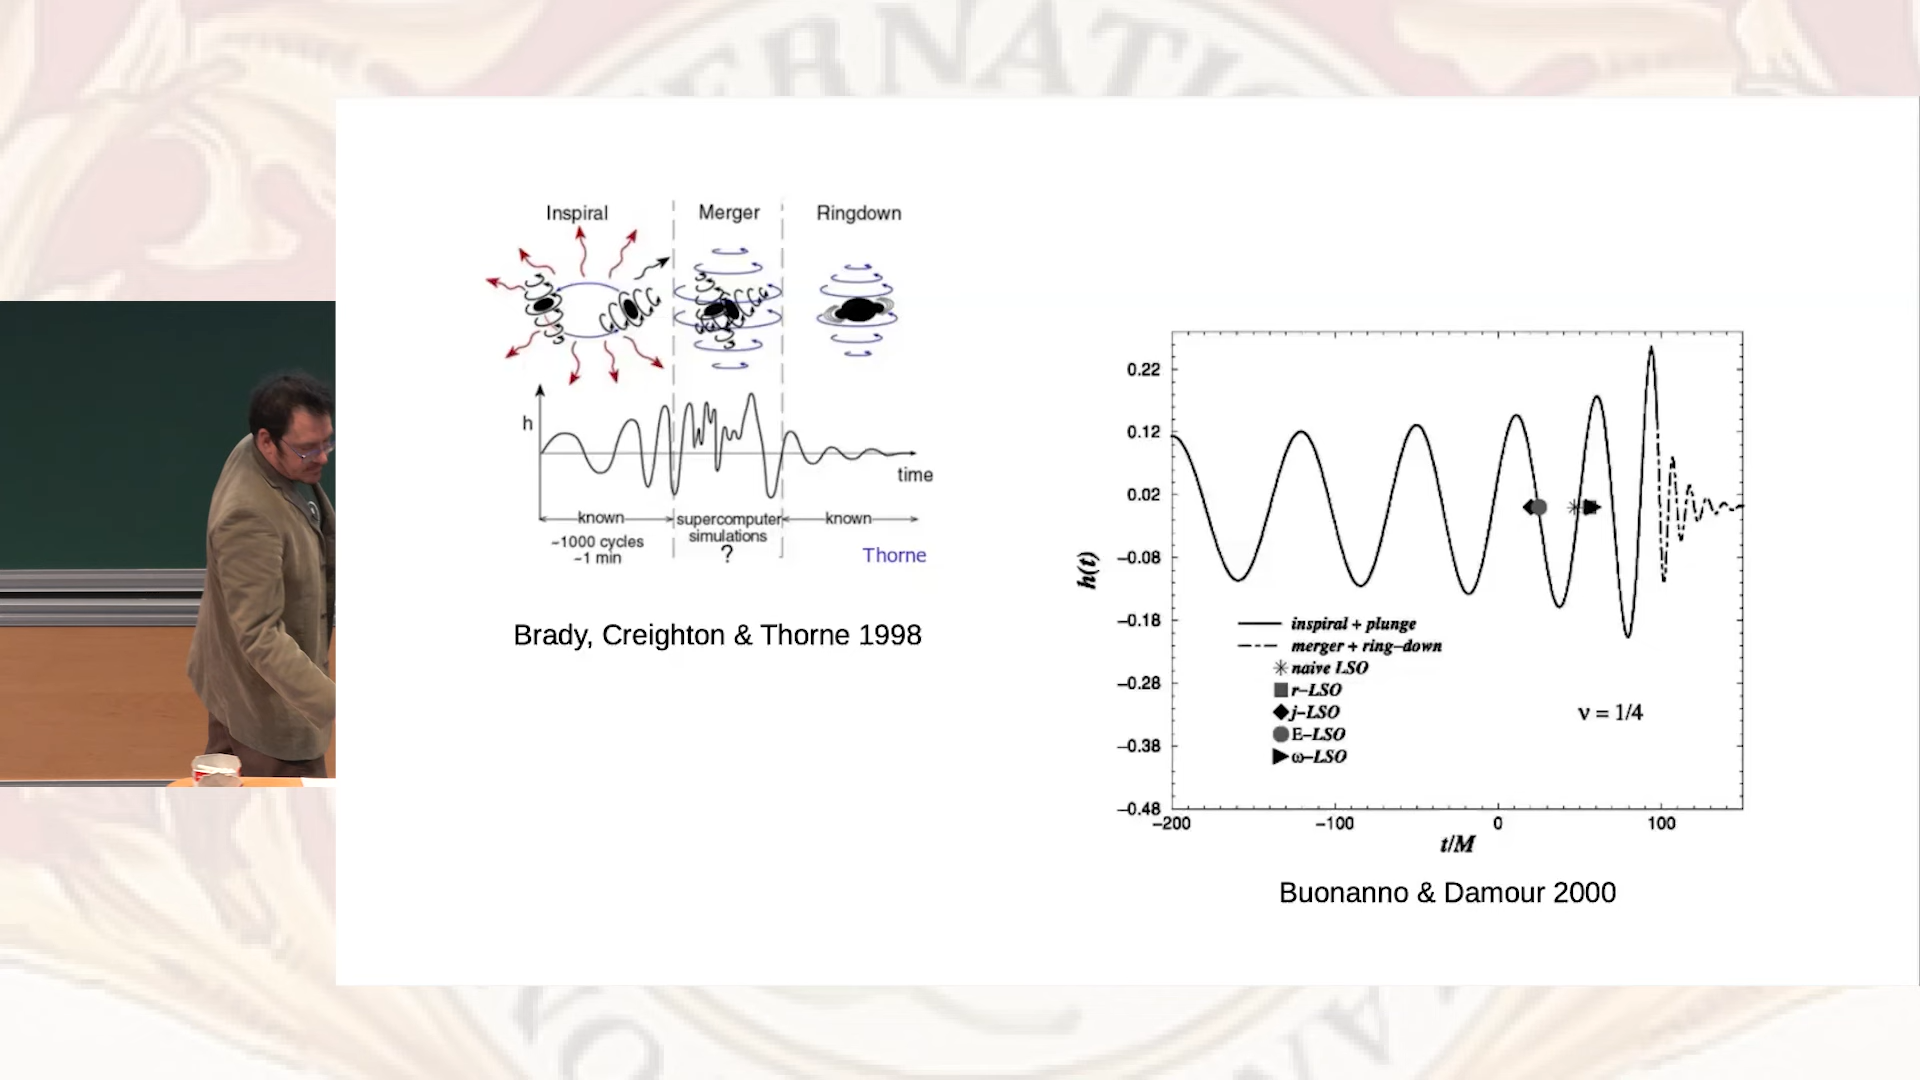 ERNATI
Inspiral Merger Ringdown
h
time
known supercomputer known
simulations
~1000 cycles
~1 min
?
Thorne
Brady, Creighton & Thorne 1998
0.22
0.12
0.02
−0.08
−0.18
−0.28
−0.38
−0.48
h(t)
inspiral + plunge
merger + ring−down
naive LSO
r−LSO
j−LSO
E−LSO
ω−LSO
ν = 1/4
−200 −100 0 100
t/M
Buonanno & Damour 2000